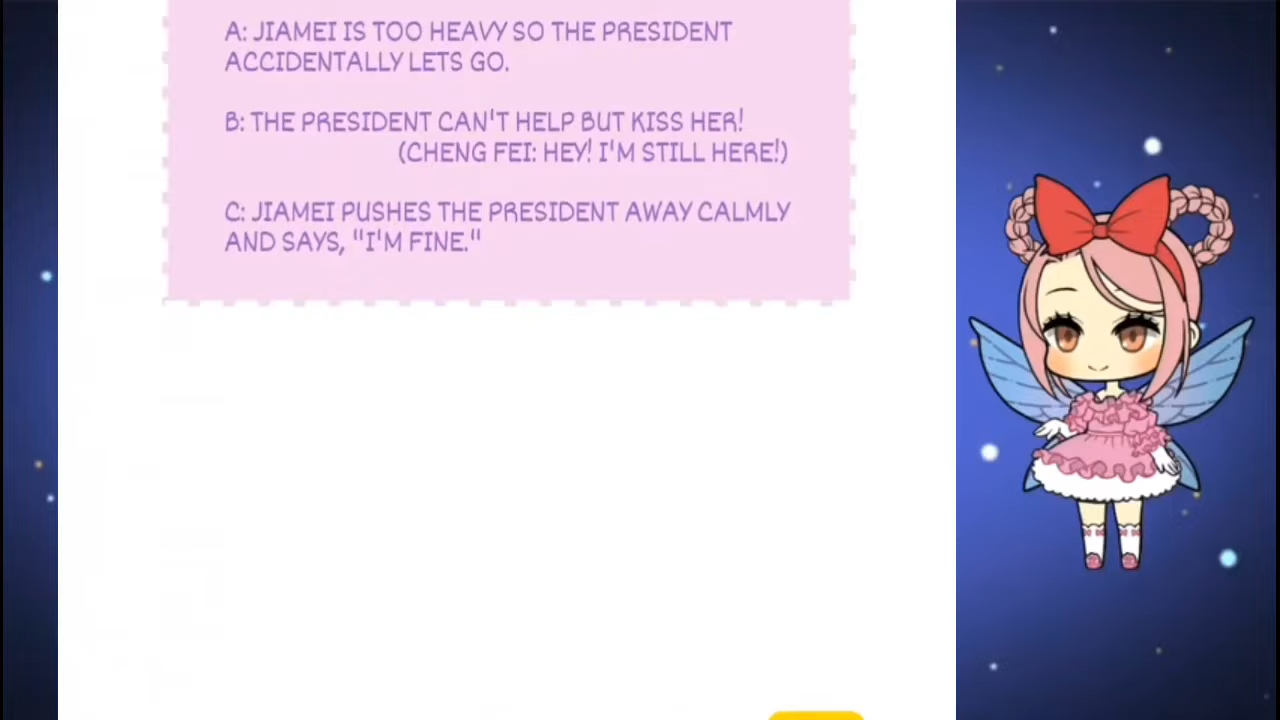 A: JIAMEI IS TOO HEAVY SO THE PRESIDENT
ACCIDENTALLY LETS GO.
B: THE PRESIDENT CAN'T HELP BUT KISS HER!
(CHENG FEI: HEY! I'M STILL HERE!)
C: JIAMEI PUSHES THE PRESIDENT AWAY CALMLY
AND SAYS, "I'M FINE."